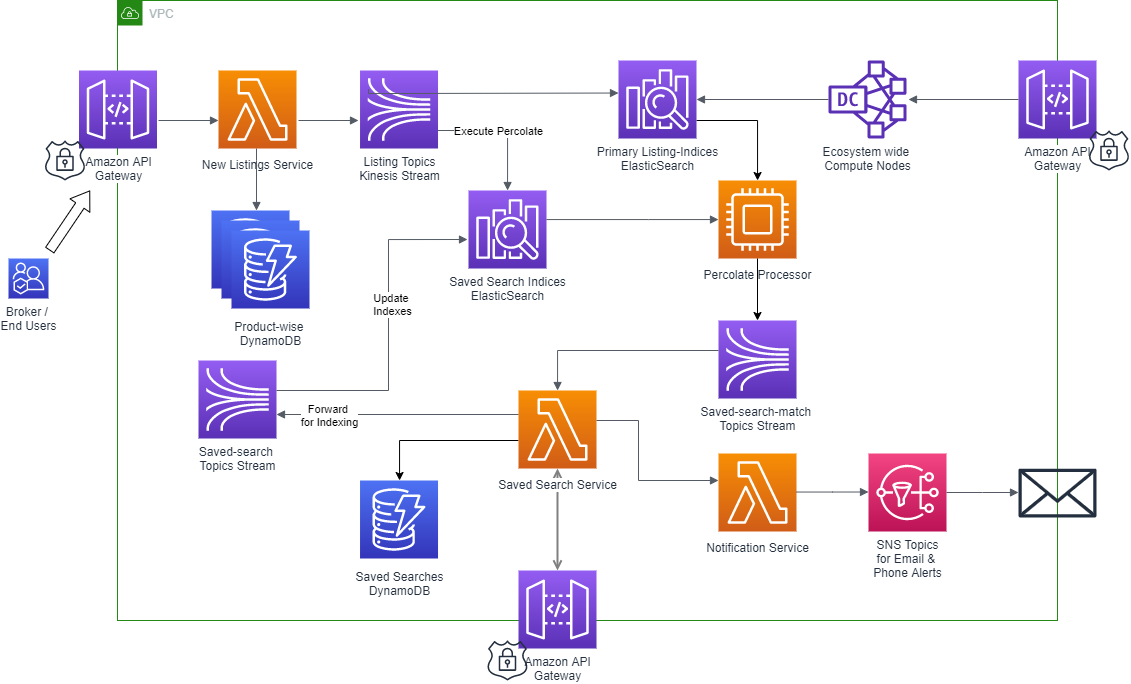 VPC
Amazon API
Gateway
New Listings Service
Listing Topics
Kinesis Stream
Execute Percolate
Primary Listing-Indices
ElasticSearch
DC
Ecosystem wide
Compute Nodes
Amazon API
Gateway
Broker /
End Users
Product-wise
DynamoDB
Saved Search Indices
ElasticSearch
Percolate Processor
Update
Indexes
Saved-search
Topics Stream
Forward
for Indexing
Saved-search-match
Topics Stream
Saved Search Service
Saved Searches
DynamoDB
Notification Service
SNS Topics
for Email &
Phone Alerts
Amazon API
Gateway